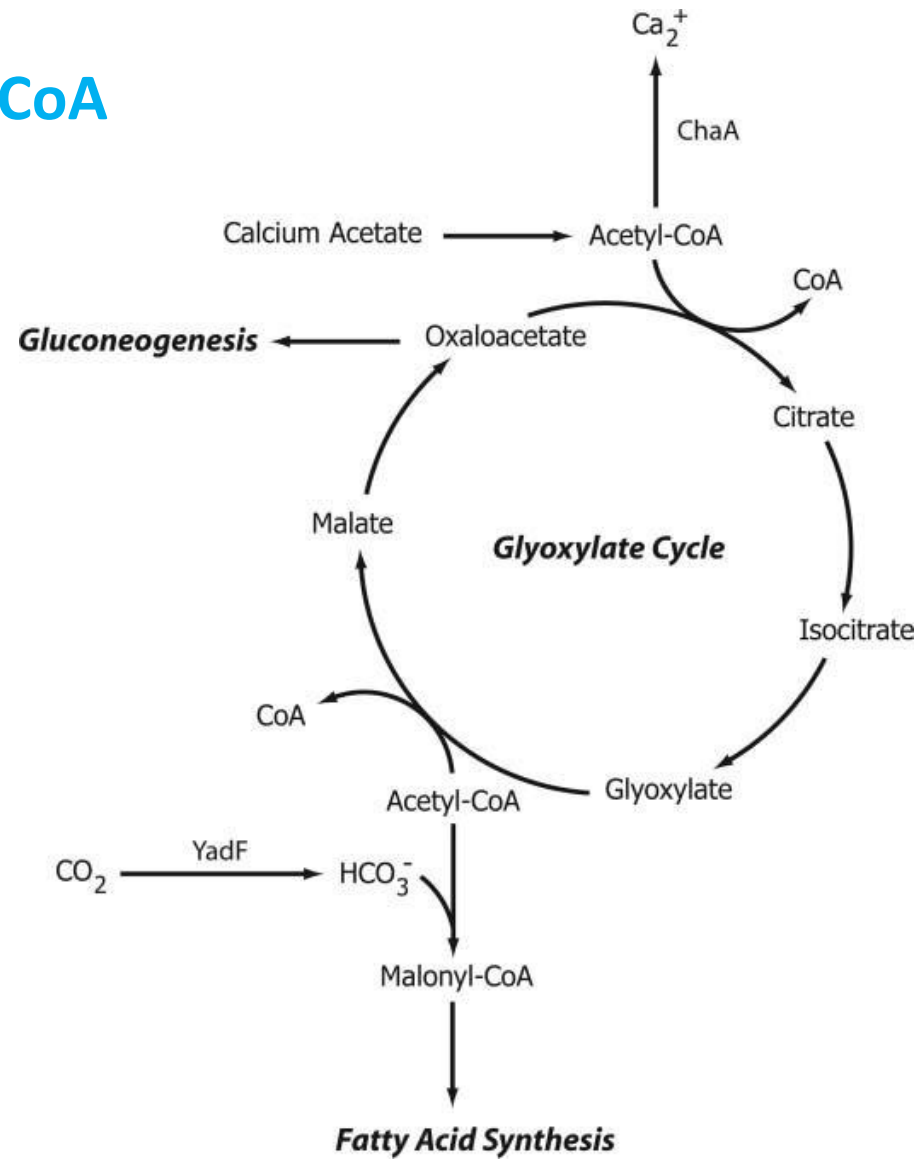 CoA
Ca2+
ChaA
Calcium Acetate
Acetyl-CoA
CoA
Gluconeogenesis
Oxaloacetate
Citrate
Malate
Glyoxylate Cycle
Isocitrate
CoA
Acetyl-CoA
Glyoxylate
YadF
CO2
HCO3-
Malonyl-CoA
Fatty Acid Synthesis